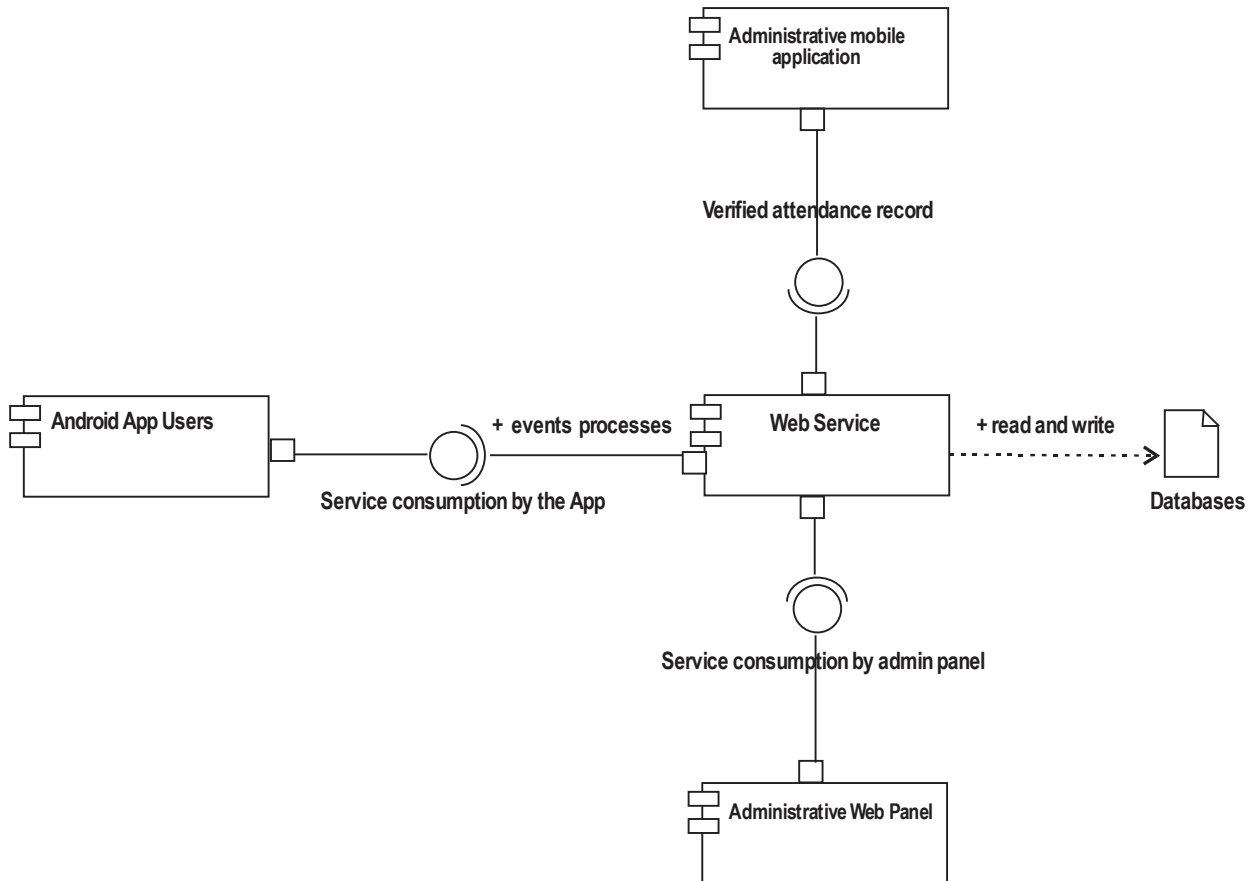 Administrative mobile
application
Verified attendance record
Android App Users
+ events processes
Web Service
+ read and write
Service consumption by the App
Databases
Service consumption by admin panel
Administrative Web Panel